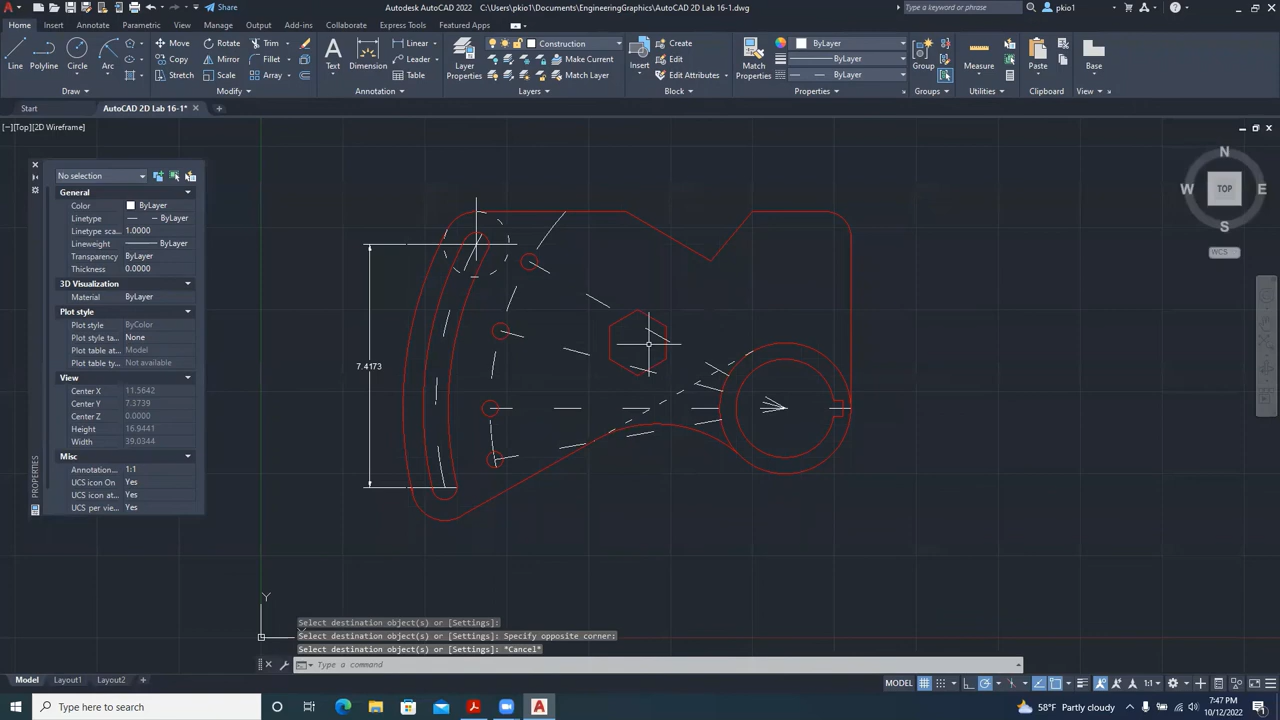 Share
Autodesk AutoCAD 2022 C:\Users\pkio1\Documents\EngineeringGraphics\AutoCAD 2D Lab 16-1.dwg
Type a keyword or phrase
pkio1
Home Insert Annotate Parametric View Manage Output Add-ins Collaborate Express Tools Featured Apps
Line Polyline Circle Arc
Move Rotate Trim
Copy Mirror Fillet
Stretch Scale Array
Text Dimension
Linear
Leader
Table
Layer Properties
Construction
Make Current
Match Layer
Insert
Create
Edit
Edit Attributes
Match Properties
ByLayer
ByLayer
ByLayer
Group
Measure
Paste
Base
Draw Modify Annotation Layers Block Properties Groups Utilities Clipboard View
Start AutoCAD 2D Lab 16-1*
[−][Top][2D Wireframe]
N
W TOP E
S
WCS
No selection
General
Color ByLayer
Linetype ByLayer
Linetype sca... 1.0000
Lineweight ByLayer
Transparency ByLayer
Thickness 0.0000
3D Visualization
Material ByLayer
Plot style
Plot style ByColor
Plot style ta... None
Plot table at... Model
Plot table ty... Not available
View
Center X 11.5642
Center Y 7.3739
Center Z 0.0000
Height 16.9441
Width 39.0344
Misc
Annotation... 1:1
UCS icon On Yes
UCS icon at... Yes
UCS per vie... Yes
PROPERTIES
7.4173
Y
Select destination object(s) or [Settings]:
Select destination object(s) or [Settings]: Specify opposite corner:
Select destination object(s) or [Settings]: *Cancel*
Type a command
Model Layout1 Layout2
MODEL 1:1
Type here to search
58°F Partly cloudy
7:47 PM
10/12/2022